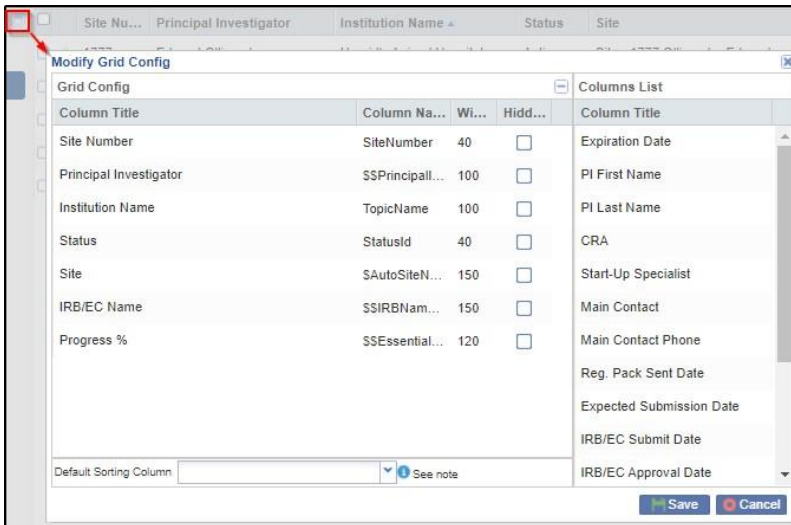 Site Nu... Principal Investigator Institution Name Status Site
Modify Grid Config
Grid Config Columns List
Column Title Column Na... Wi... Hidd... Column Title
Site Number SiteNumber 40 Expiration Date
Principal Investigator $$PrincipalI... 100 PI First Name
Institution Name TopicName 100 PI Last Name
Status StatusId 40 CRA
Site $AutoSiteN... 150 Start-Up Specialist
IRB/EC Name $$IRBNam... 150 Main Contact
Progress % $$Essential... 120 Main Contact Phone
Reg. Pack Sent Date
Expected Submission Date
IRB/EC Submit Date
Default Sorting Column See note IRB/EC Approval Date
Save Cancel